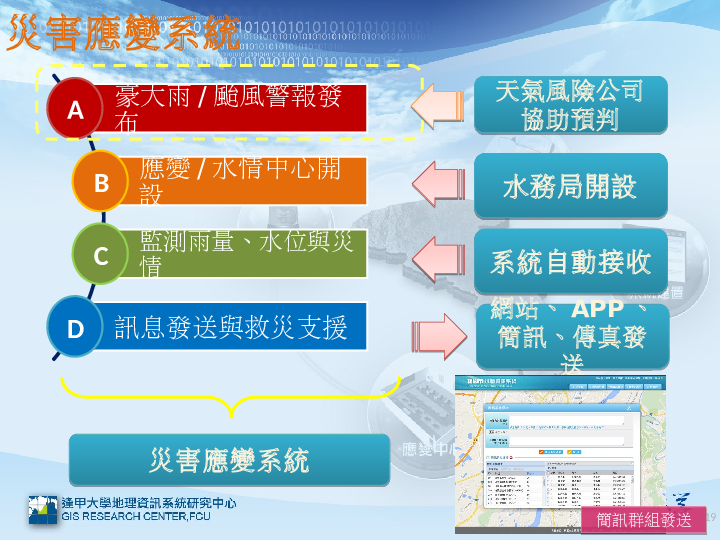 災害應變系統
A
豪大雨 / 颱風警報發
布
天氣風險公司
協助預判
B
應變 / 水情中心開
設
水務局開設
C
監測雨量、水位與災
情
系統自動接收
D
訊息發送與救災支援
網站、 APP 、
簡訊、傳真發
送
災害應變系統
應變中心
簡訊群組發送
逢甲大學地理資訊系統研究中心
GIS RESEARCH CENTER,FCU
19